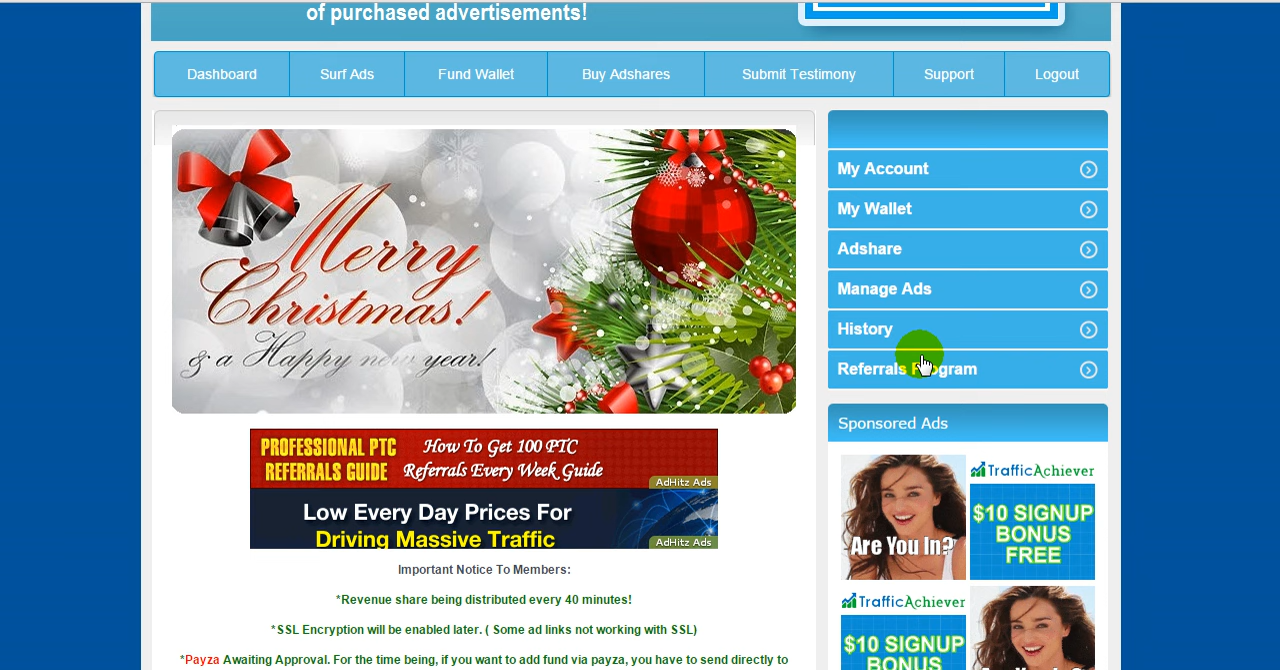 of purchased advertisements!
Dashboard
Surf Ads
Fund Wallet
Buy Adshares
Submit Testimony
Support
Logout
Merry
Christmas!
& a Happy new year!
My Account
My Wallet
Adshare
Manage Ads
History
Referrals Program
Sponsored Ads
PROFESSIONAL PTC
REFERRALS GUIDE
How To Get 100 PTC
Referrals Every Week Guide
AdHitz Ads
Low Every Day Prices For
Driving Massive Traffic
AdHitz Ads
Are You In?
TrafficAchiever
$10 SIGNUP
BONUS
FREE
TrafficAchiever
$10 SIGNUP
BONUS
Important Notice To Members:
*Revenue share being distributed every 40 minutes!
*SSL Encryption will be enabled later. ( Some ad links not working with SSL)
*Payza Awaiting Approval. For the time being, if you want to add fund via payza, you have to send directly to